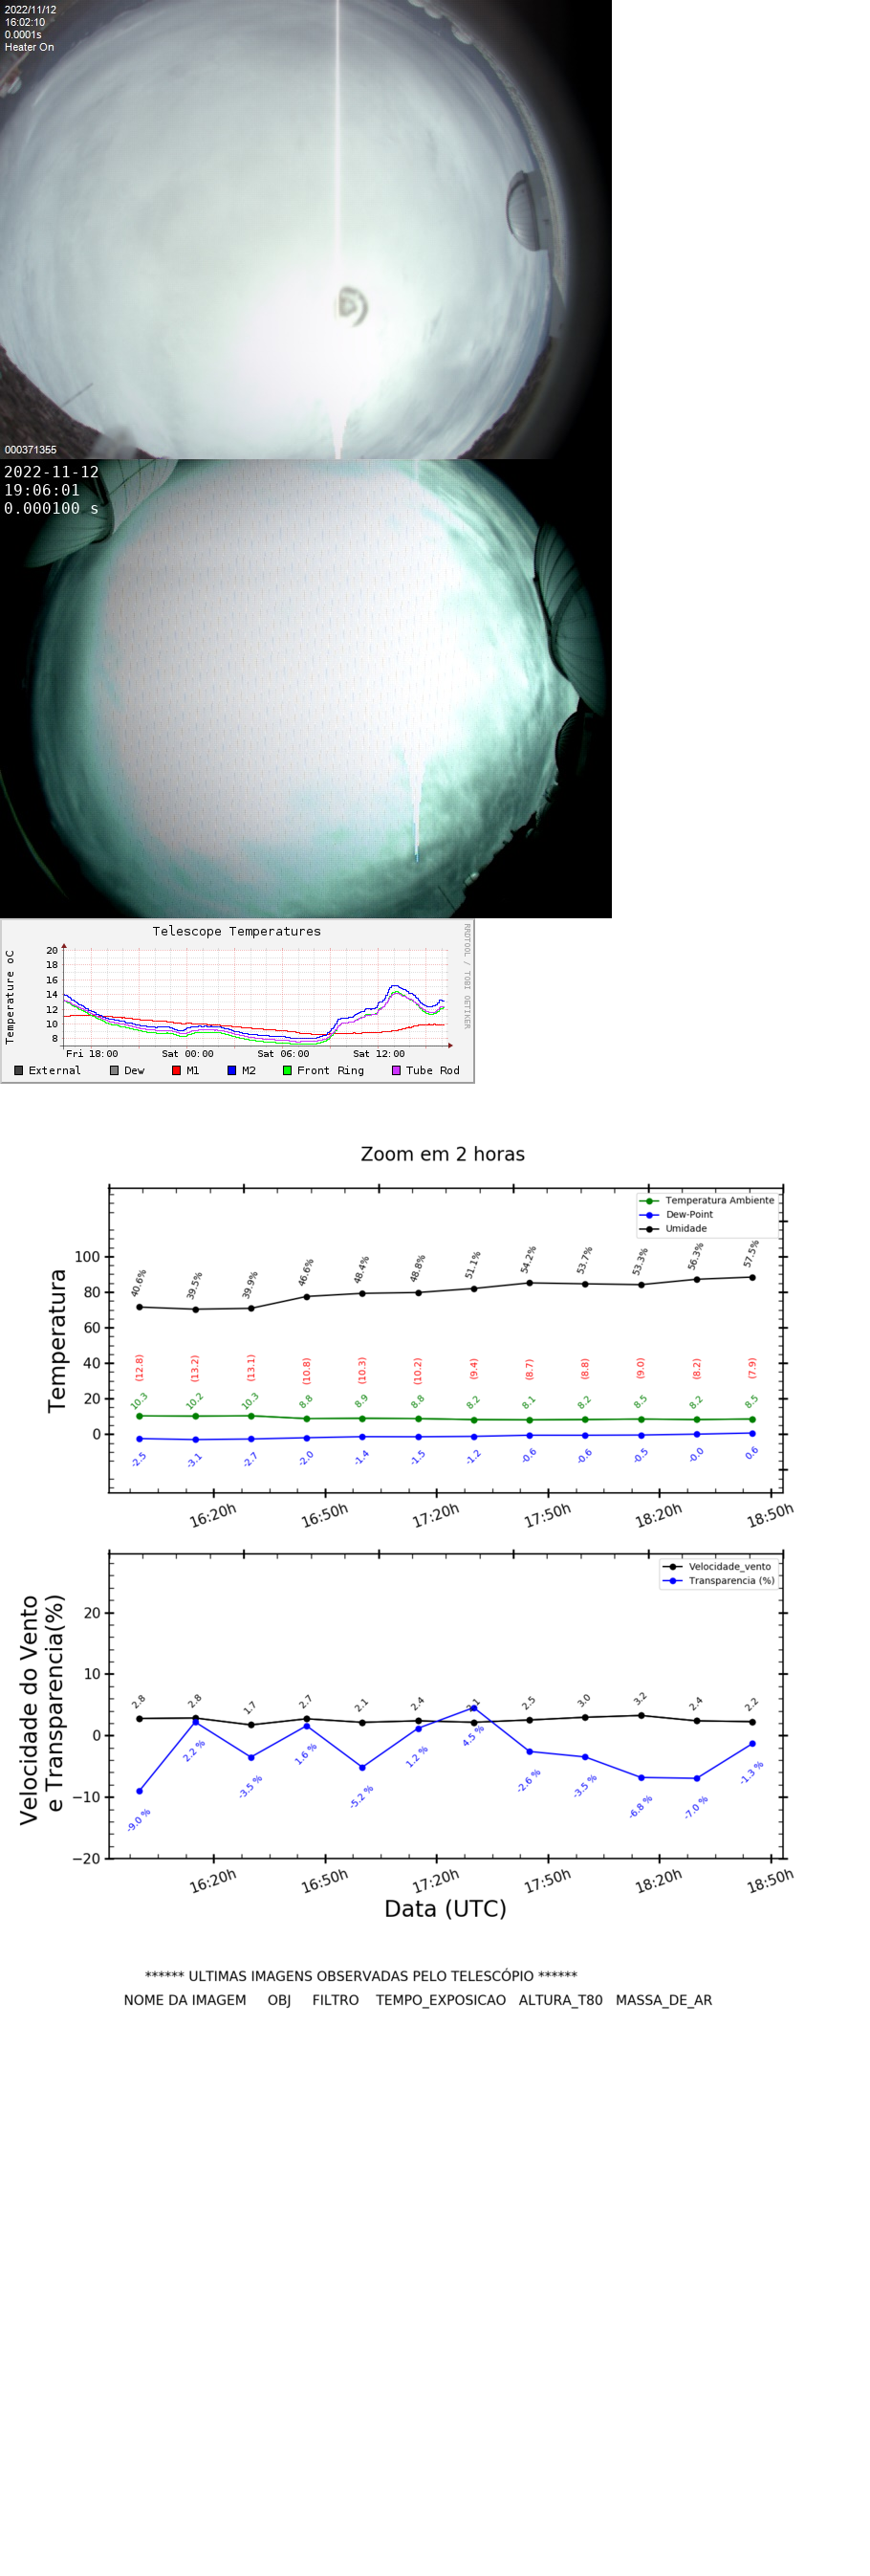 2022/11/12
16:02:10
0.0001s
Heater On
000371355
2022-11-12
19:06:01
0.000100 s
Telescope Temperatures
RRDTOOL / TOBI OETIKER
Temperature oC
20
18
16
14
12
10
8
Fri 18:00 Sat 00:00 Sat 06:00 Sat 12:00
External Dew M1 M2 Front Ring Tube Rod
Zoom em 2 horas
Temperatura
Temperatura Ambiente
Dew-Point
Umidade
100
80
60
40
20
0
40.6% 39.5% 39.9% 46.6% 48.4% 48.8% 51.1% 54.2% 53.7% 53.3% 56.3% 57.5%
(12.8) (13.2) (13.1) (10.8) (10.3) (10.2) (9.4) (8.7) (8.8) (9.0) (8.2) (7.9)
10.3 10.2 10.3 8.8 8.9 8.8 8.2 8.1 8.2 8.5 8.2 8.5
-2.5 -3.1 -2.7 -2.0 -1.4 -1.5 -1.2 -0.6 -0.6 -0.5 -0.0 0.6
16:20h 16:50h 17:20h 17:50h 18:20h 18:50h
Velocidade do Vento
e Transparencia(%)
Velocidade_vento
Transparencia (%)
20
10
0
−10
−20
2.8 2.8 1.7 2.7 2.1 2.4 2.1 2.5 3.0 3.2 2.4 2.2
-9.0 % 2.2 % -3.5 % 1.6 % -5.2 % 1.2 % 4.5 % -2.6 % -3.5 % -6.8 % -7.0 % -1.3 %
16:20h 16:50h 17:20h 17:50h 18:20h 18:50h
Data (UTC)
****** ULTIMAS IMAGENS OBSERVADAS PELO TELESCÓPIO ******
NOME DA IMAGEM OBJ FILTRO TEMPO_EXPOSICAO ALTURA_T80 MASSA_DE_AR